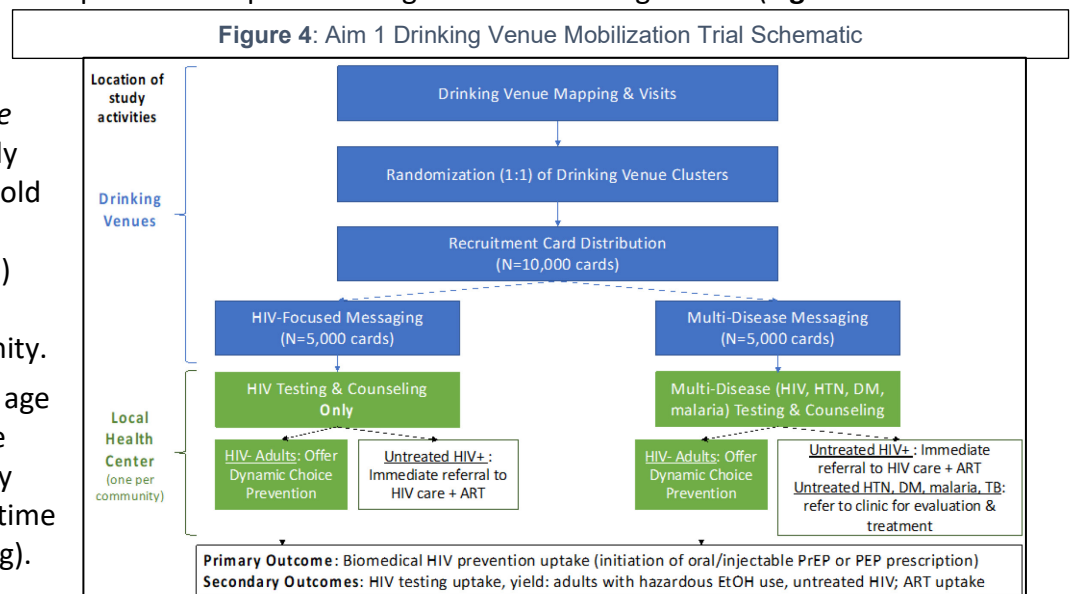 Figure 4: Aim 1 Drinking Venue Mobilization Trial Schematic
Location of
study
activities
Drinking Venue Mapping & Visits
Randomization (1:1) of Drinking Venue Clusters
Drinking
Venues
Recruitment Card Distribution
(N=10,000 cards)
HIV-Focused Messaging
(N=5,000 cards)
Multi-Disease Messaging
(N=5,000 cards)
Local
Health
Center
(one per
community)
HIV Testing & Counseling
Only
Multi-Disease (HIV, HTN, DM,
malaria) Testing & Counseling
HIV- Adults: Offer
Dynamic Choice
Prevention
Untreated HIV+ :
Immediate referral to
HIV care + ART
HIV- Adults: Offer
Dynamic Choice
Prevention
Untreated HIV+ : Immediate
referral to HIV care + ART
Untreated HTN, DM, malaria, TB:
refer to clinic for evaluation &
treatment
Primary Outcome: Biomedical HIV prevention uptake (initiation of oral/injectable PrEP or PEP prescription)
Secondary Outcomes: HIV testing uptake, yield: adults with hazardous EtOH use, untreated HIV; ART uptake
old
)
age
time